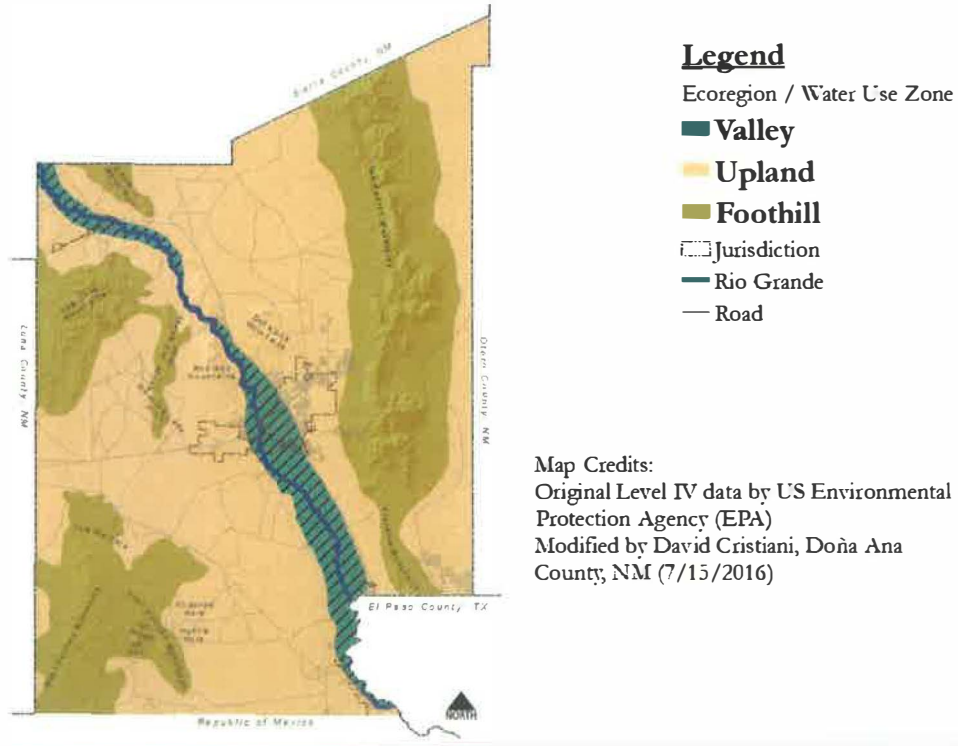 Sierra County, NM
Luna County, NM
Otero County, NM
El Paso County, TX
Republic of Mexico
NORTH
Legend
Ecoregion / Water Use Zone
Valley
Upland
Foothill
Jurisdiction
Rio Grande
Road
Map Credits:
Original Level IV data by US Environmental
Protection Agency (EPA)
Modified by David Cristiani, Doña Ana
County, NM (7/15/2016)